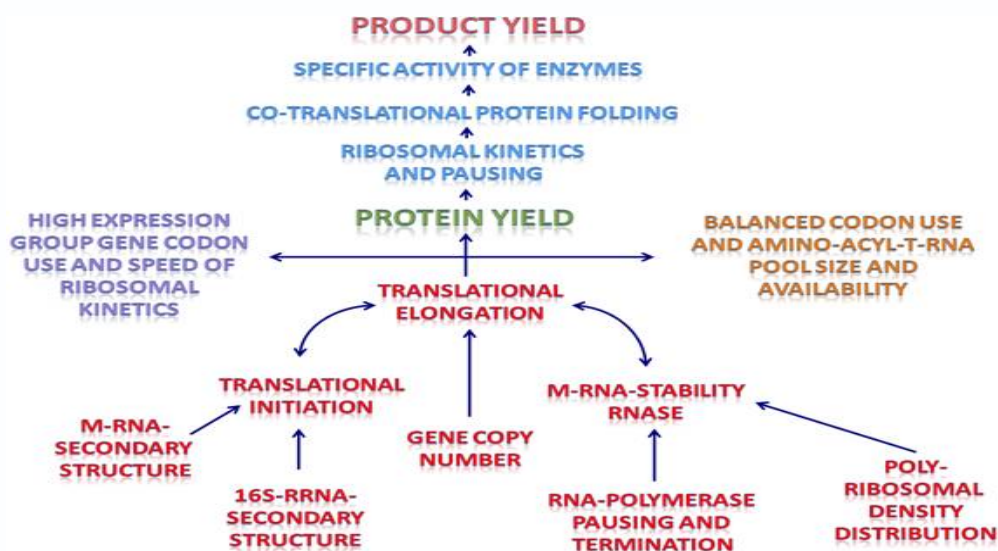 PRODUCT YIELD
SPECIFIC ACTIVITY OF ENZYMES
CO-TRANSLATIONAL PROTEIN FOLDING
RIBOSOMAL KINETICS
AND PAUSING
PROTEIN YIELD
HIGH EXPRESSION
GROUP GENE CODON
USE AND SPEED OF
RIBOSOMAL
KINETICS
BALANCED CODON USE
AND AMINO-ACYL-T-RNA
POOL SIZE AND
AVAILABILITY
TRANSLATIONAL
ELONGATION
TRANSLATIONAL
INITIATION
M-RNA-STABILITY
RNASE
M-RNA-
SECONDARY
STRUCTURE
GENE COPY
NUMBER
16S-RRNA-
SECONDARY
STRUCTURE
RNA-POLYMERASE
PAUSING AND
TERMINATION
POLY-
RIBOSOMAL
DENSITY
DISTRIBUTION